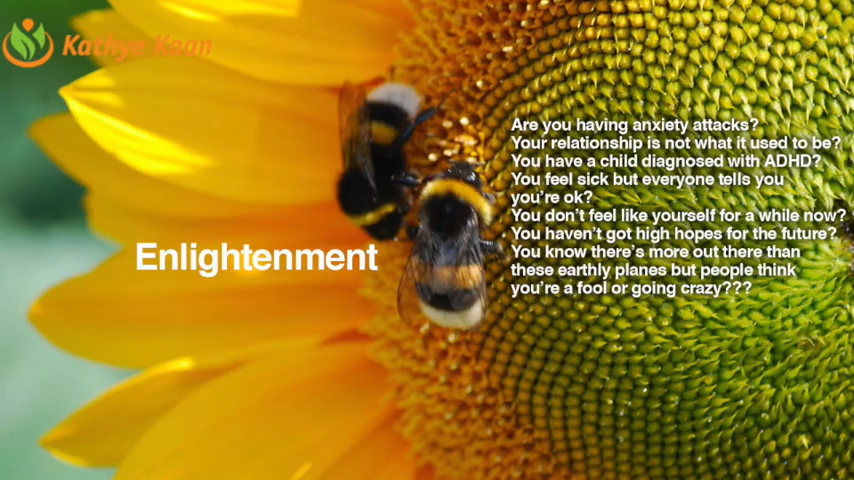 Kathye Kaan
Enlightenment
Are you having anxiety attacks?
Your relationship is not what it used to be?
You have a child diagnosed with ADHD?
You feel sick but everyone tells you
you're ok?
You don't feel like yourself for a while now?
You haven't got high hopes for the future?
You know there's more out there than
these earthly planes but people think
you're a fool or going crazy???